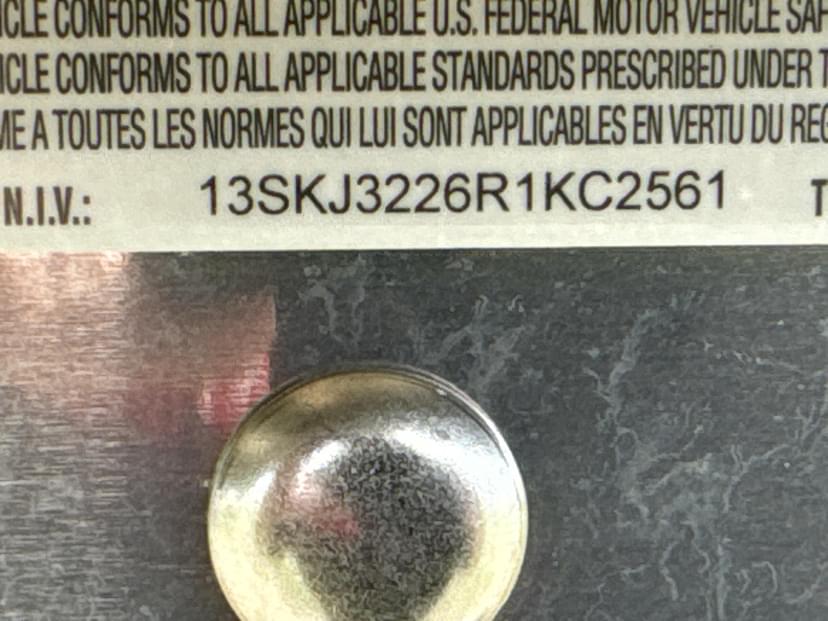 ICLE CONFORMS TO ALL APPLICABLE U.S. FEDERAL MOTOR VEHICLE SAF
ICLE CONFORMS TO ALL APPLICABLE STANDARDS PRESCRIBED UNDER T
ME A TOUTES LES NORMES QUI LUI SONT APPLICABLES EN VERTU DU REG
N.I.V.: 13SKJ3226R1KC2561 T